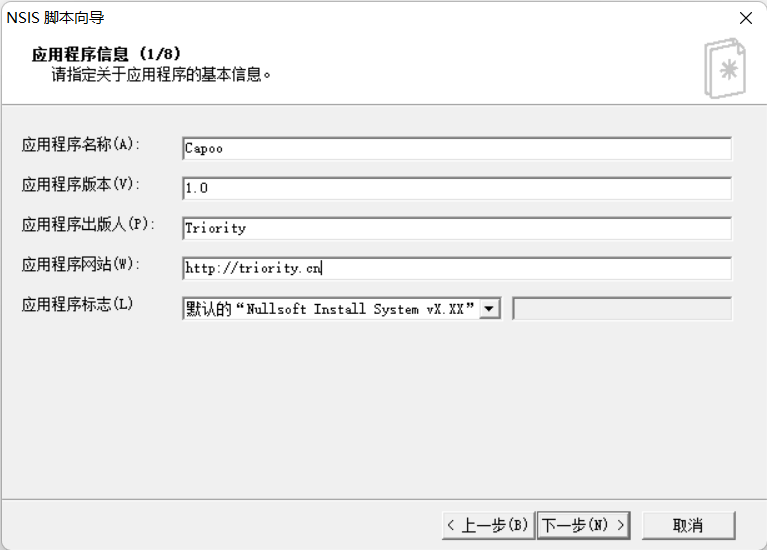 NSIS 脚本向导
应用程序信息 (1/8)
请指定关于应用程序的基本信息。
应用程序名称(A): Capoo
应用程序版本(V): 1.0
应用程序出版人(P): Triority
应用程序网站(W): http://triority.cn
应用程序标志(L) 默认的“Nullsoft Install System vX.XX”
< 上一步(B) 下一步(N) > 取消